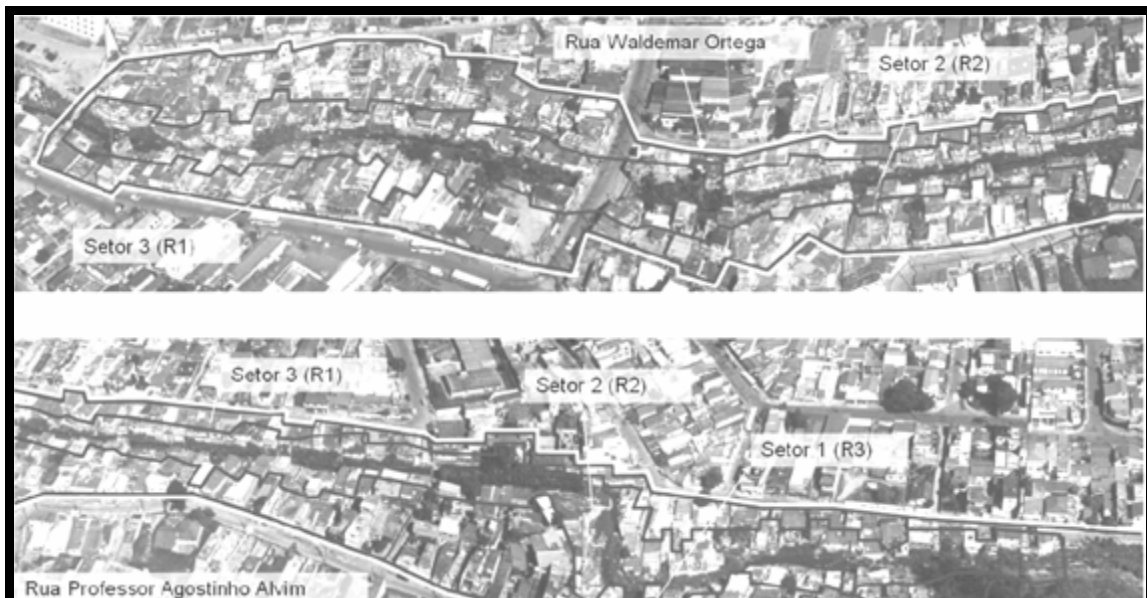 Rua Waldemar Ortega
Setor 2 (R2)
Setor 3 (R1)
Setor 3 (R1)
Setor 2 (R2)
Setor 1 (R3)
Rua Professor Agostinho Alvim